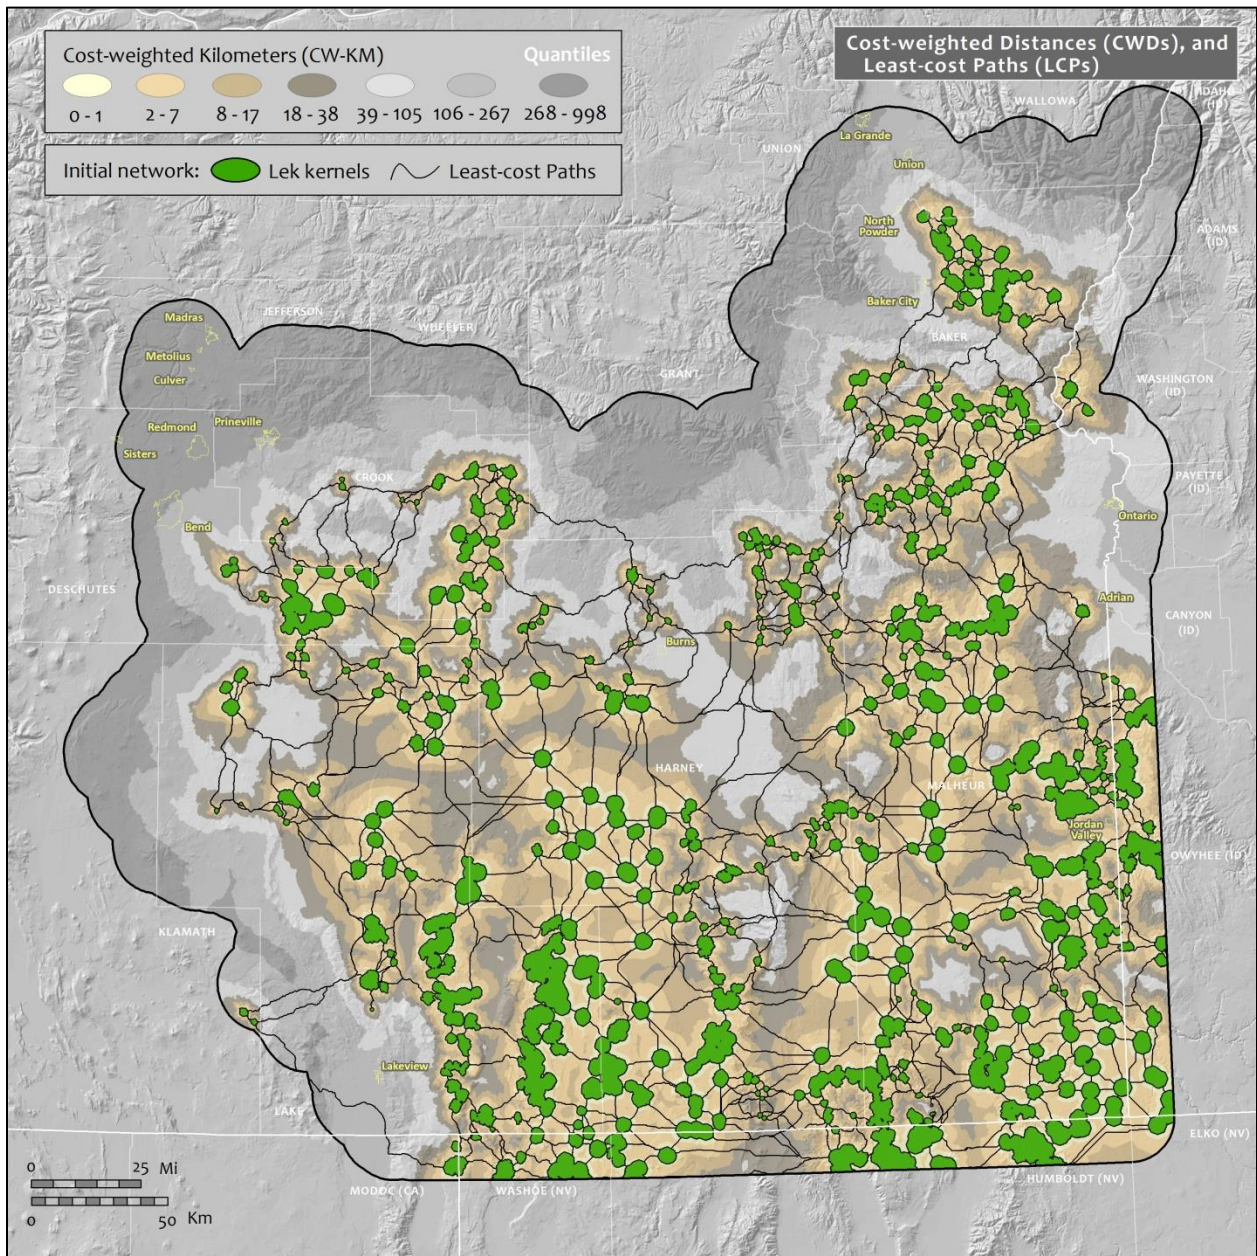 Cost-weighted Kilometers (CW-KM) Quantiles
0 - 1 2 - 7 8 - 17 18 - 38 39 - 105 106 - 267 268 - 998
Initial network: Lek kernels Least-cost Paths
Cost-weighted Distances (CWDs), and
Least-cost Paths (LCPs)
IDAHO
(ID)
WALLOWA
La Grande
UNION
Union
North
Powder
ADAMS
(ID)
Baker City
Madras
JEFFERSON
WHEELER
BAKER
Metolius
Culver
GRANT
WASHINGTON
(ID)
Redmond
Prineville
Sisters
CROOK
PAYETTE
(ID)
Bend
Ontario
DESCHUTES
Adrian
CANYON
(ID)
Burns
HARNEY
MALHEUR
Jordan
Valley
OWYHEE (ID)
KLAMATH
Lakeview
LAKE
ELKO (NV)
0 25 Mi
0 50 Km
MODOC (CA)
WASHOE (NV)
HUMBOLDT (NV)